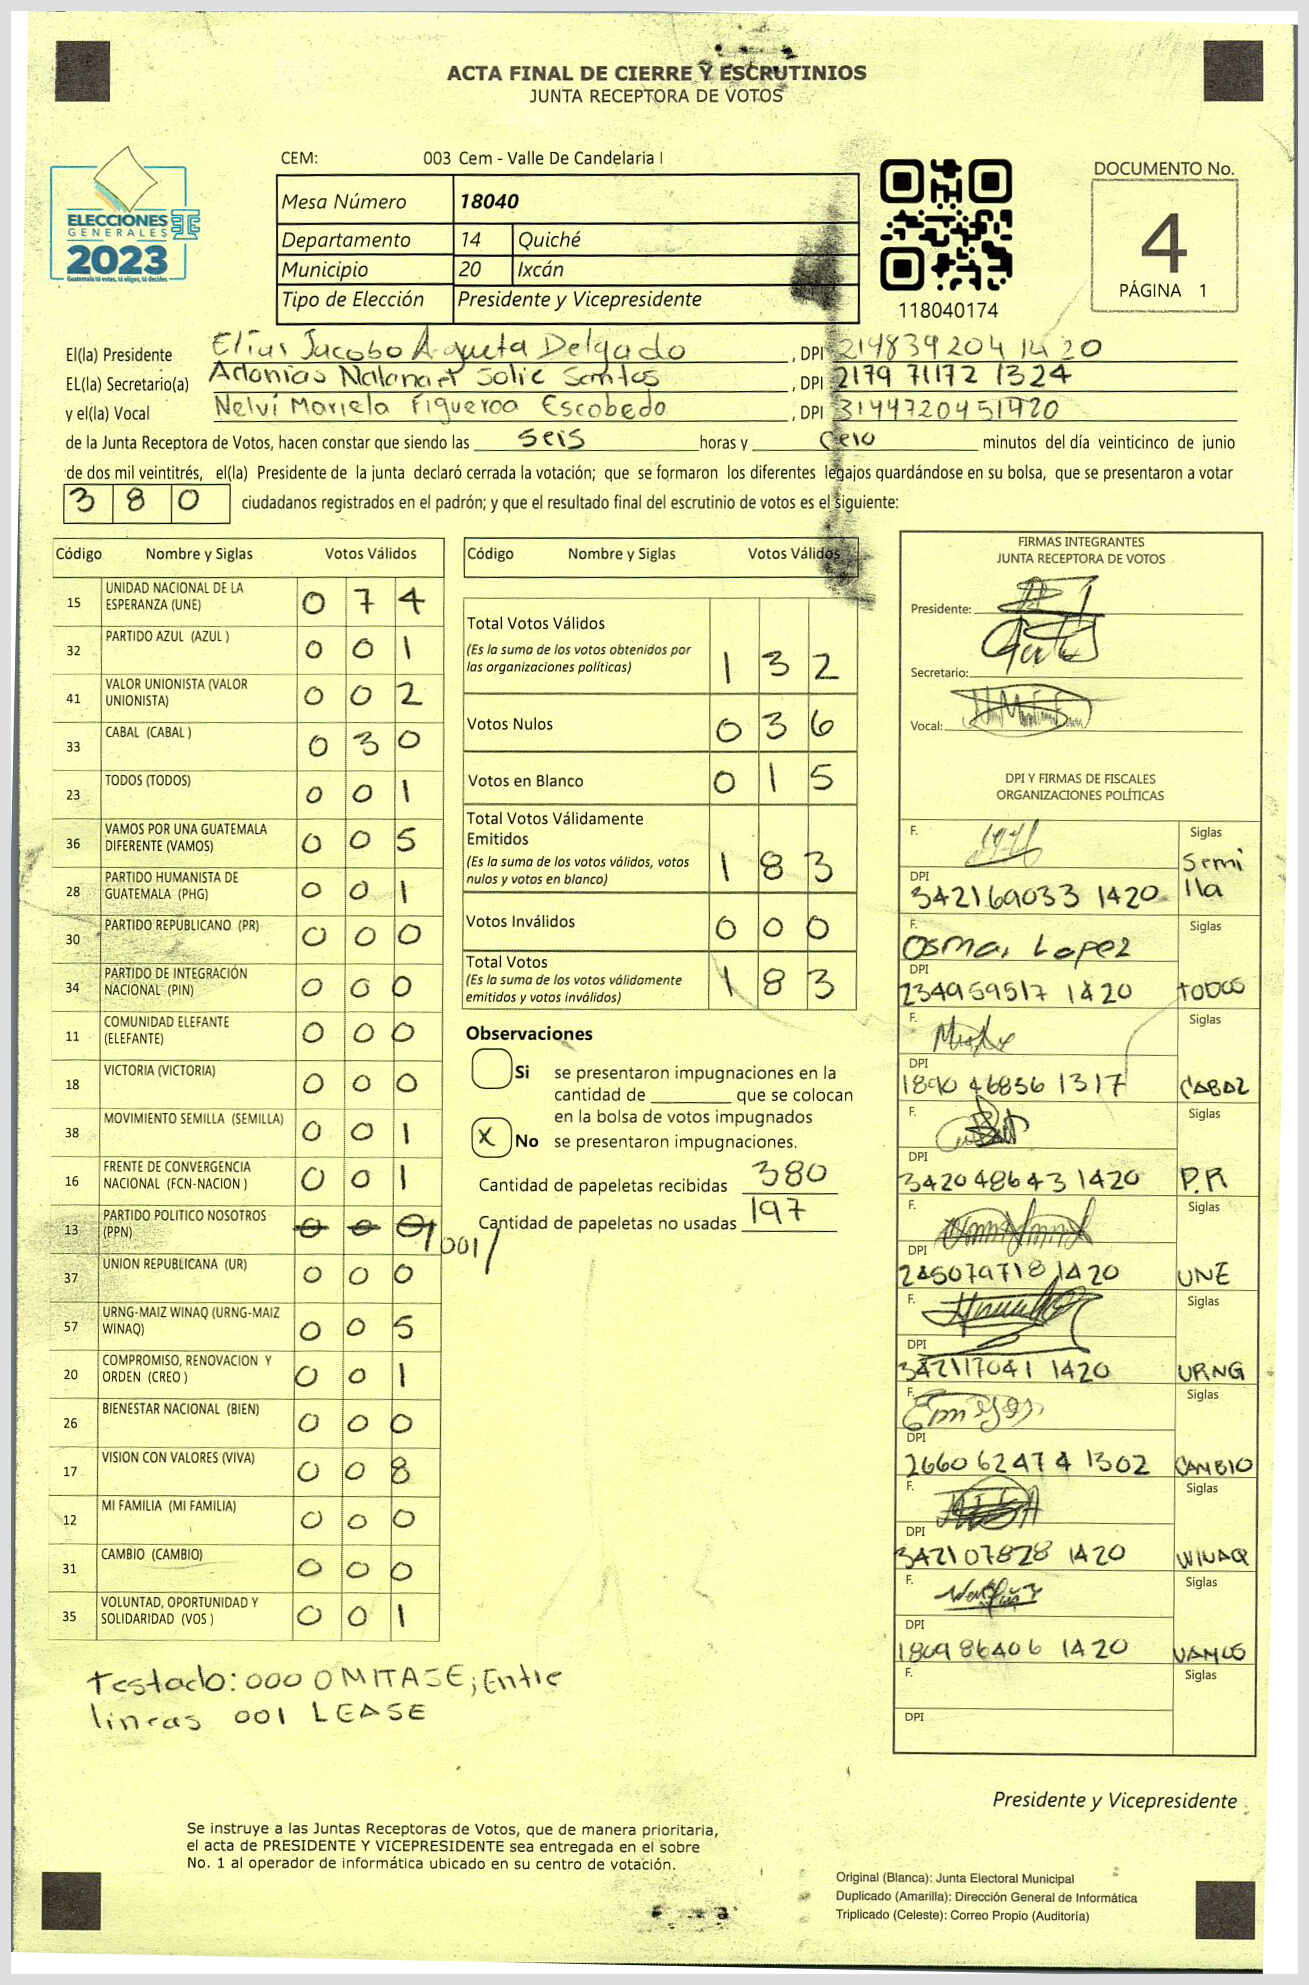 ACTA FINAL DE CIERRE Y ESCRUTINIOS
JUNTA RECEPTORA DE VOTOS
ELECCIONES
GENERALES
2023
Guatemala tú votas, tú eliges, tú decides.
CEM: 003 Cem - Valle De Candelaria I
Mesa Número 18040
Departamento 14 Quiché
Municipio 20 Ixcán
Tipo de Elección Presidente y Vicepresidente
118040174
DOCUMENTO No.
4
PÁGINA 1
El(la) Presidente Elías Jacobo Argueta Delgado , DPI 214839204 1420
EL(la) Secretario(a) Adonias Natanael Solic Santos , DPI 2179 71172 1324
y el(la) Vocal Nelvi Mariela Figueroa Escobedo , DPI 3144720451420
de la Junta Receptora de Votos, hacen constar que siendo las seis horas y cero minutos del día veinticinco de junio
de dos mil veintitrés, el(la) Presidente de la junta declaró cerrada la votación; que se formaron los diferentes legajos guardándose en su bolsa, que se presentaron a votar
380 ciudadanos registrados en el padrón; y que el resultado final del escrutinio de votos es el siguiente:
Código Nombre y Siglas Votos Válidos
15 UNIDAD NACIONAL DE LA ESPERANZA (UNE) 0 7 4
32 PARTIDO AZUL (AZUL ) 0 0 1
41 VALOR UNIONISTA (VALOR UNIONISTA) 0 0 2
33 CABAL (CABAL ) 0 3 0
23 TODOS (TODOS) 0 0 1
36 VAMOS POR UNA GUATEMALA DIFERENTE (VAMOS) 0 0 5
28 PARTIDO HUMANISTA DE GUATEMALA (PHG) 0 0 1
30 PARTIDO REPUBLICANO (PR) 0 0 0
34 PARTIDO DE INTEGRACIÓN NACIONAL (PIN) 0 0 0
11 COMUNIDAD ELEFANTE (ELEFANTE) 0 0 0
18 VICTORIA (VICTORIA) 0 0 0
38 MOVIMIENTO SEMILLA (SEMILLA) 0 0 1
16 FRENTE DE CONVERGENCIA NACIONAL (FCN-NACION ) 0 0 1
13 PARTIDO POLITICO NOSOTROS (PPN) 0 0 0 /001/
37 UNION REPUBLICANA (UR) 0 0 0
57 URNG-MAIZ WINAQ (URNG-MAIZ WINAQ) 0 0 5
20 COMPROMISO, RENOVACION Y ORDEN (CREO ) 0 0 1
26 BIENESTAR NACIONAL (BIEN) 0 0 0
17 VISION CON VALORES (VIVA) 0 0 8
12 MI FAMILIA (MI FAMILIA) 0 0 0
31 CAMBIO (CAMBIO) 0 0 0
35 VOLUNTAD, OPORTUNIDAD Y SOLIDARIDAD (VOS ) 0 0 1
Testado: 000 OMITASE; Entre
lineas 001 LEASE
Código Nombre y Siglas Votos Válidos
Total Votos Válidos
(Es la suma de los votos obtenidos por
las organizaciones políticas) 1 3 2
Votos Nulos 0 3 6
Votos en Blanco 0 1 5
Total Votos Válidamente
Emitidos
(Es la suma de los votos válidos, votos
nulos y votos en blanco) 1 8 3
Votos Inválidos 0 0 0
Total Votos
(Es la suma de los votos válidamente
emitidos y votos inválidos) 1 8 3
Observaciones
Si se presentaron impugnaciones en la
cantidad de ________ que se colocan
en la bolsa de votos impugnados
X No se presentaron impugnaciones.
Cantidad de papeletas recibidas 380
Cantidad de papeletas no usadas 197
FIRMAS INTEGRANTES
JUNTA RECEPTORA DE VOTOS
Presidente:
Secretario:
Vocal:
DPI Y FIRMAS DE FISCALES
ORGANIZACIONES POLÍTICAS
F. Siglas
Semi
lla
DPI
342169033 1420
F. Osmar Lopez Siglas
DPI
234959517 1420 TODOS
F. Siglas
DPI
1890 46856 1317 CABAL
F. Siglas
DPI
342048643 1420 P.R
F. Siglas
DPI
245079718 1420 UNE
F. Siglas
DPI
342117041 1420 URNG
F. Siglas
DPI
2660 62474 1302 CAMBIO
F. Siglas
DPI
342107828 1420 WINAQ
F. Siglas
DPI
180986406 1420 VAMOS
F. Siglas
DPI
Presidente y Vicepresidente
Se instruye a las Juntas Receptoras de Votos, que de manera prioritaria,
el acta de PRESIDENTE Y VICEPRESIDENTE sea entregada en el sobre
No. 1 al operador de informática ubicado en su centro de votación.
Original (Blanca): Junta Electoral Municipal
Duplicado (Amarilla): Dirección General de Informática
Triplicado (Celeste): Correo Propio (Auditoría)